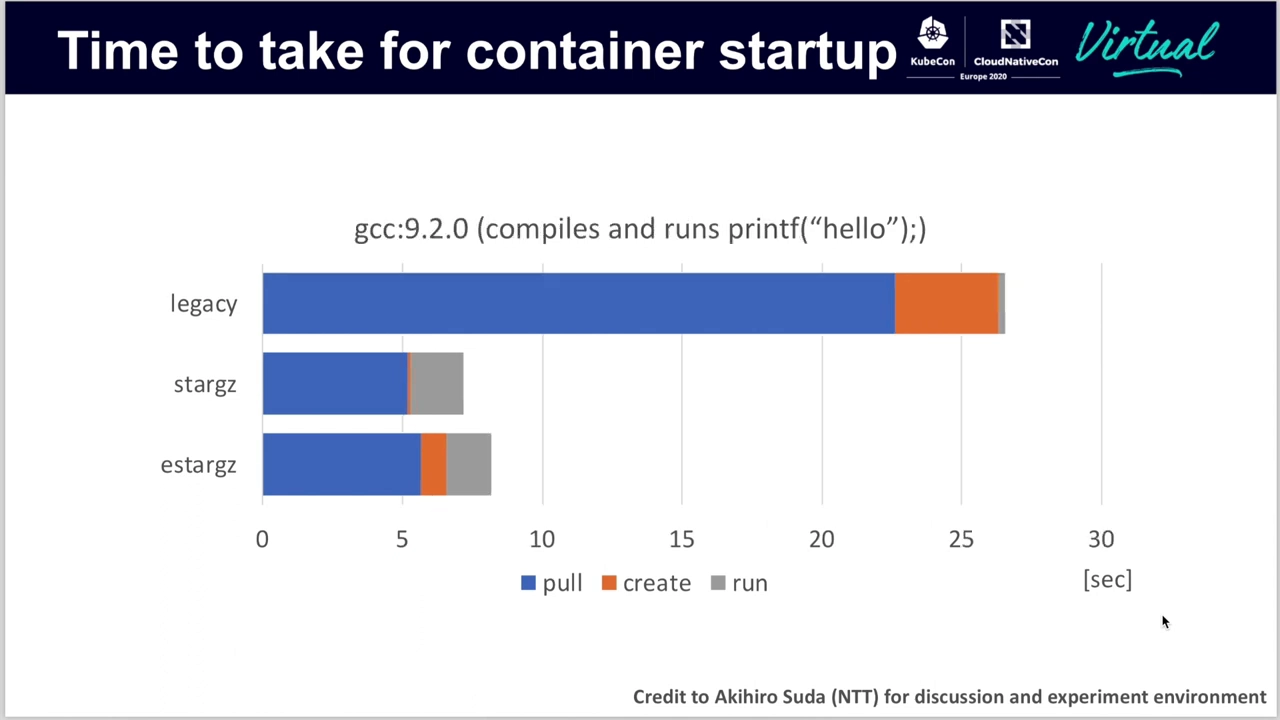 Time to take for container startup
KubeCon
CloudNativeCon
Europe 2020
Virtual
gcc:9.2.0 (compiles and runs printf(“hello”);)
legacy
stargz
estargz
0 5 10 15 20 25 30
[sec]
pull create run
Credit to Akihiro Suda (NTT) for discussion and experiment environment